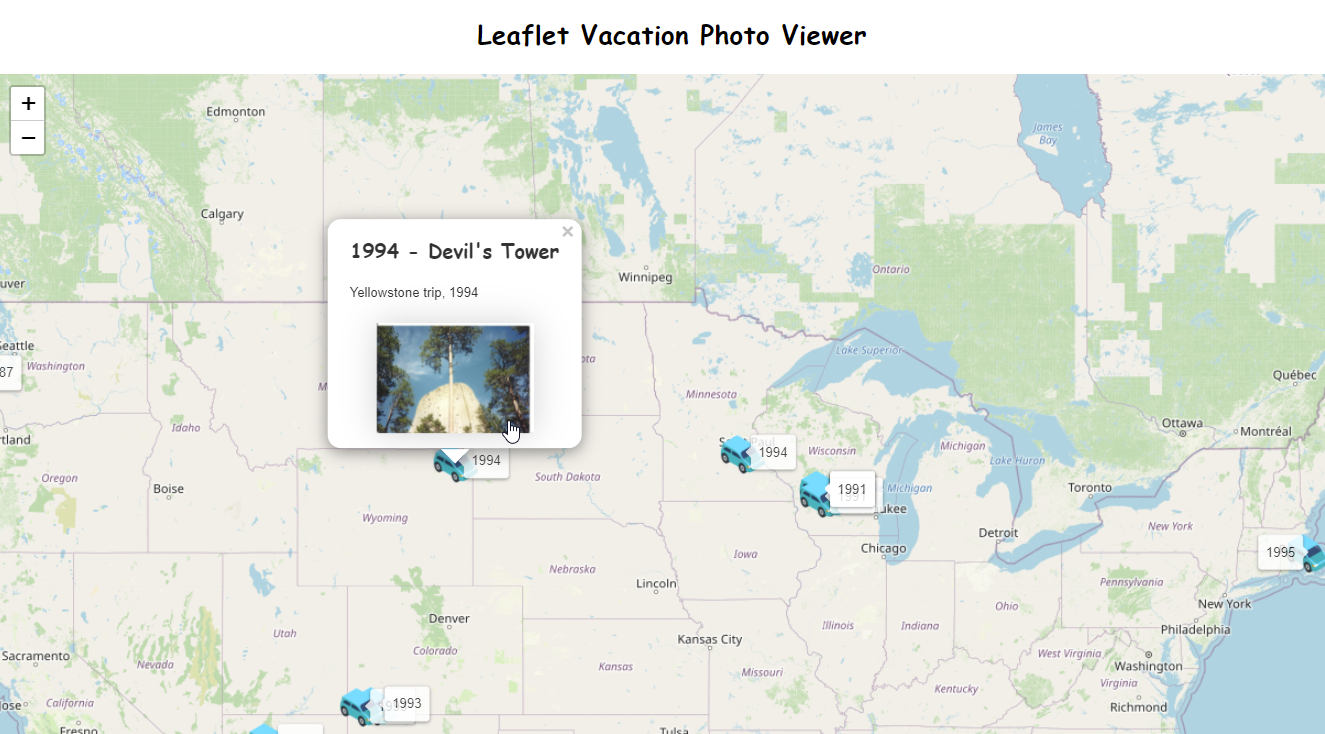 Leaflet Vacation Photo Viewer
+
−
Edmonton
James
Bay
Calgary
×
1994 - Devil's Tower
Yellowstone trip, 1994
Winnipeg
Ontario
Lake Superior
Washington
87
Québec
Minnesota
Idaho
Ottawa
Montréal
1994
Wisconsin
Michigan
Lake Huron
1994
South Dakota
Oregon
Boise
Michigan
1991
Toronto
Wyoming
New York
Detroit
Chicago
1995
Iowa
Nebraska
Lincoln
Pennsylvania
New York
Ohio
Denver
Illinois
Indiana
Philadelphia
Utah
Colorado
Kansas City
Sacramento
Nevada
Kansas
Missouri
West Virginia
Washington
Virginia
Kentucky
California
1993
Richmond
Fresno
Tulsa